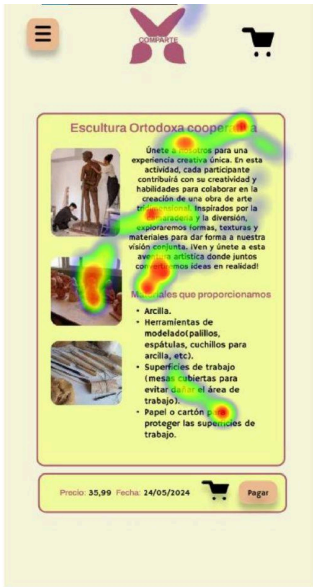 COMPARTE
Escultura Ortodoxa
Únete a nosotros para una
experiencia creativa única. En esta
actividad, cada participante
contribuirá con su creatividad y
habilidades para colaborar en la
creación de una obra de arte
tridimensional. Inspirados por la
camaradería y la diversión,
exploraremos formas, texturas y
materiales para dar forma a nuestra
visión conjunta. ¡Ven y únete a esta
aventura artística donde juntos
convertiremos ideas en realidad!
Materiales que proporcionamos
• Arcilla.
• Herramientas de
modelado(palillos,
espátulas, cuchillos para
arcilla, etc).
• Superficies de trabajo
(mesas cubiertas para
evitar dañar el área de
trabajo).
• Papel o cartón para
proteger las superficies de
trabajo.
Precio: 35,99 Fecha: 24/05/2024
Pagar